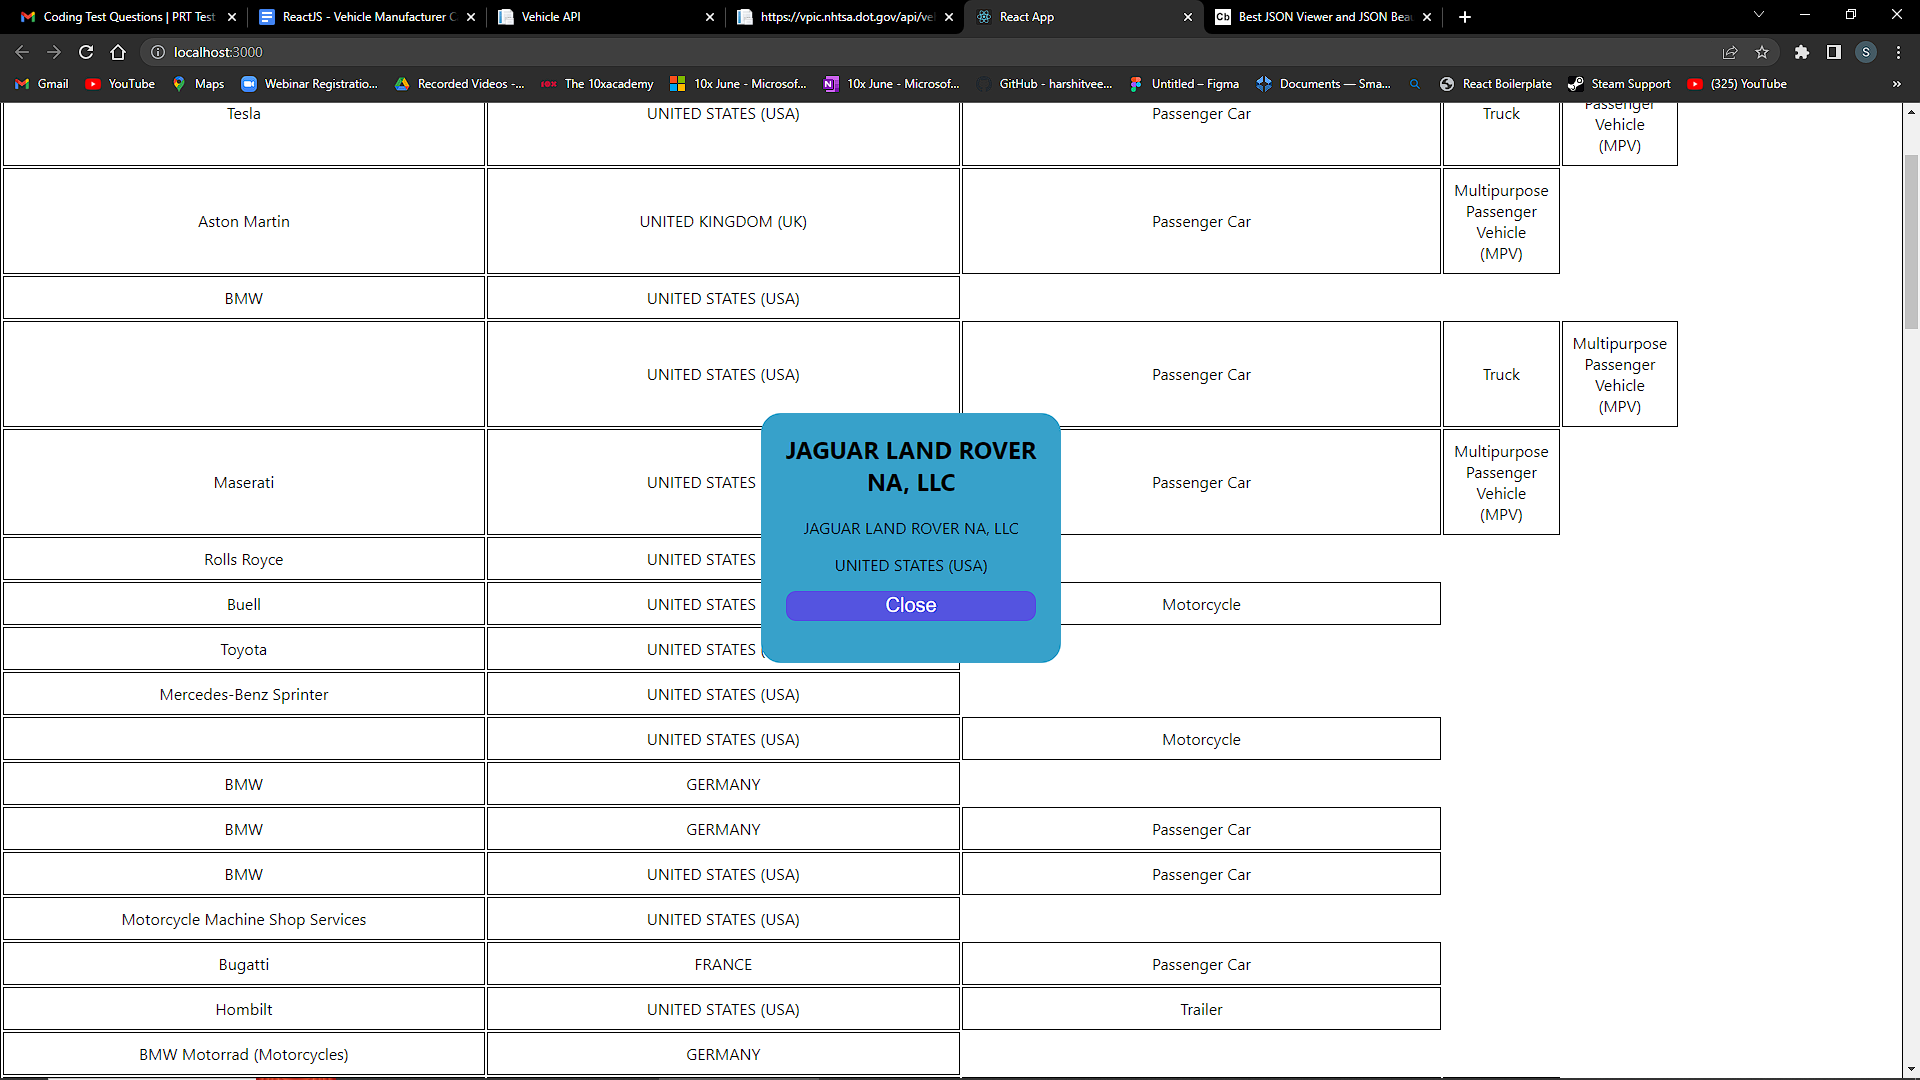 Coding Test Questions | PRT Test
ReactJS - Vehicle Manufacturer C
Vehicle API
https://vpic.nhtsa.dot.gov/api/ve
React App
Cb Best JSON Viewer and JSON Bea
localhost:3000
S
Gmail
YouTube
Maps
Webinar Registratio...
Recorded Videos -...
The 10xacademy
10x June - Microsof...
10x June - Microsof...
GitHub - harshitvee...
Untitled – Figma
Documents — Sma...
React Boilerplate
Steam Support
(325) YouTube
»
Tesla UNITED STATES (USA) Passenger Car Truck
Passenger
Vehicle
(MPV)
Aston Martin UNITED KINGDOM (UK) Passenger Car
Multipurpose
Passenger
Vehicle
(MPV)
BMW UNITED STATES (USA)
UNITED STATES (USA) Passenger Car Truck
Multipurpose
Passenger
Vehicle
(MPV)
Maserati UNITED STATES Passenger Car
Multipurpose
Passenger
Vehicle
(MPV)
JAGUAR LAND ROVER
NA, LLC
JAGUAR LAND ROVER NA, LLC
UNITED STATES (USA)
Close
Rolls Royce UNITED STATES
Buell UNITED STATES Motorcycle
Toyota UNITED STATES (
Mercedes-Benz Sprinter UNITED STATES (USA)
UNITED STATES (USA) Motorcycle
BMW GERMANY
BMW GERMANY Passenger Car
BMW UNITED STATES (USA) Passenger Car
Motorcycle Machine Shop Services UNITED STATES (USA)
Bugatti FRANCE Passenger Car
Hombilt UNITED STATES (USA) Trailer
BMW Motorrad (Motorcycles) GERMANY